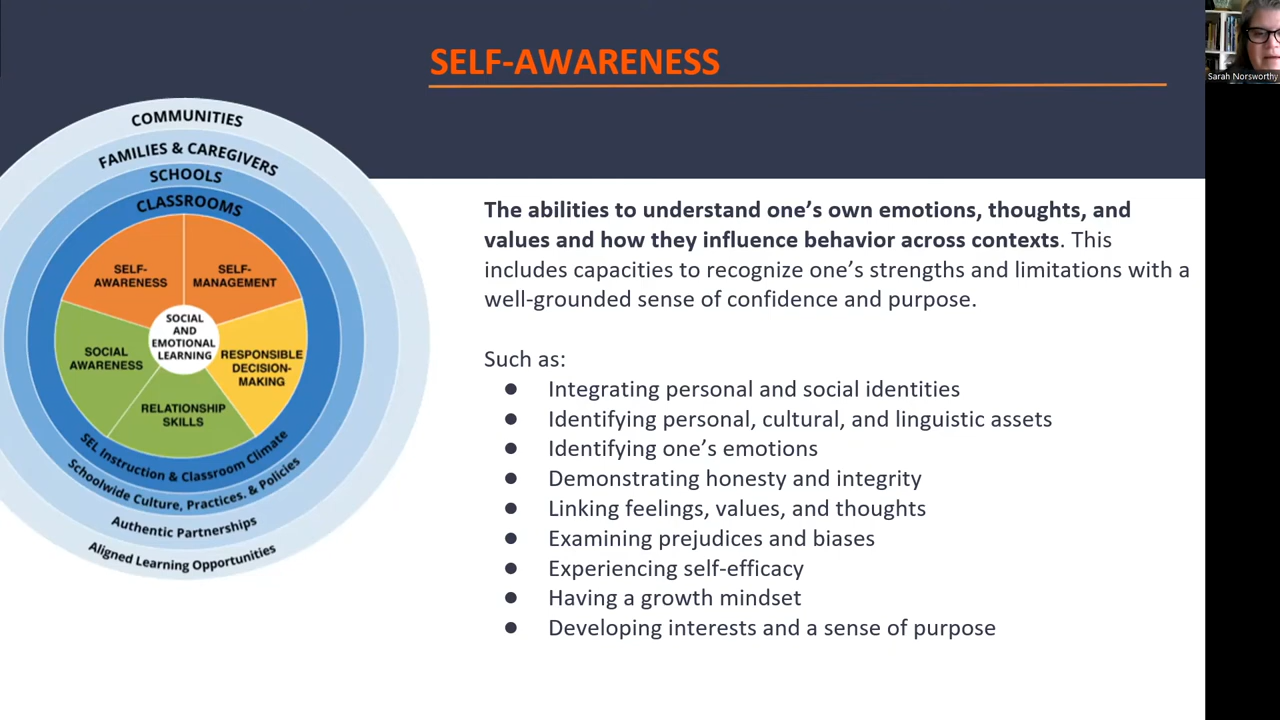 SELF-AWARENESS
Sarah Norsworthy
COMMUNITIES
FAMILIES & CAREGIVERS
SCHOOLS
CLASSROOMS
SELF-
AWARENESS
SELF-
MANAGEMENT
SOCIAL
AND
EMOTIONAL
LEARNING
SOCIAL
AWARENESS
RESPONSIBLE
DECISION-
MAKING
RELATIONSHIP
SKILLS
SEL Instruction & Classroom Climate
Schoolwide Culture, Practices. & Policies
Authentic Partnerships
Aligned Learning Opportunities
The abilities to understand one’s own emotions, thoughts, and
values and how they influence behavior across contexts. This
includes capacities to recognize one’s strengths and limitations with a
well-grounded sense of confidence and purpose.
Such as:
● Integrating personal and social identities
● Identifying personal, cultural, and linguistic assets
● Identifying one’s emotions
● Demonstrating honesty and integrity
● Linking feelings, values, and thoughts
● Examining prejudices and biases
● Experiencing self-efficacy
● Having a growth mindset
● Developing interests and a sense of purpose